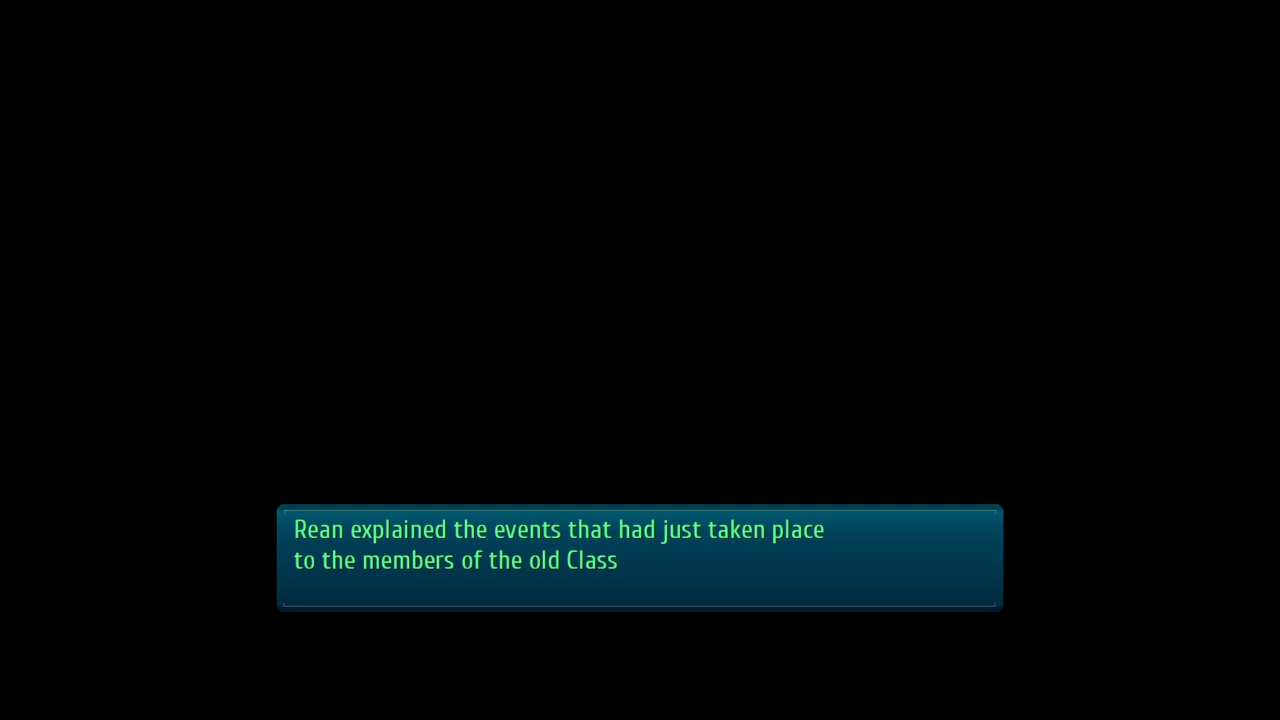 Rean explained the events that had just taken place
to the members of the old Class